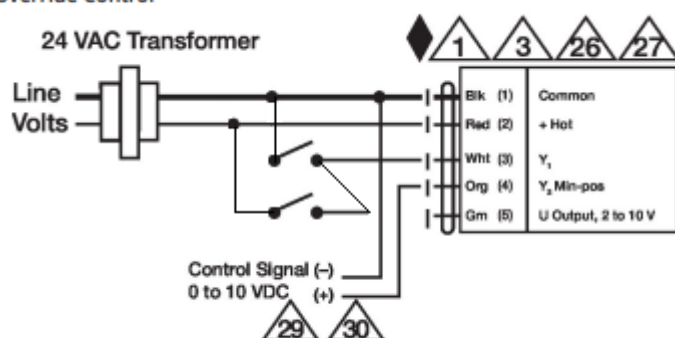 24 VAC Transformer
1 3 26 27
Line
Volts
Blk (1) Common
Red (2) + Hot
Wht (3) Y1
Org (4) Y2 Min-pos
Grn (5) U Output, 2 to 10 V
Control Signal (–)
0 to 10 VDC (+)
29 30